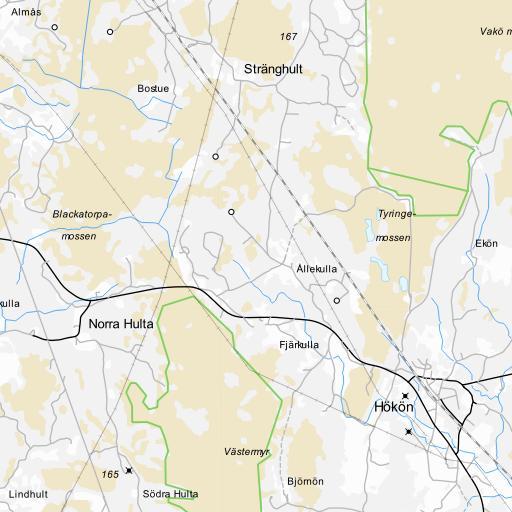 Almås
167
Vakö m
Stränghult
Bostue
Blackatorpa-
mossen
Tyringe-
mossen
Ekön
Ållekulla
kulla
Norra Hulta
Fjärkulla
Hökön
Västermyr
165
Björnön
Lindhult
Södra Hulta